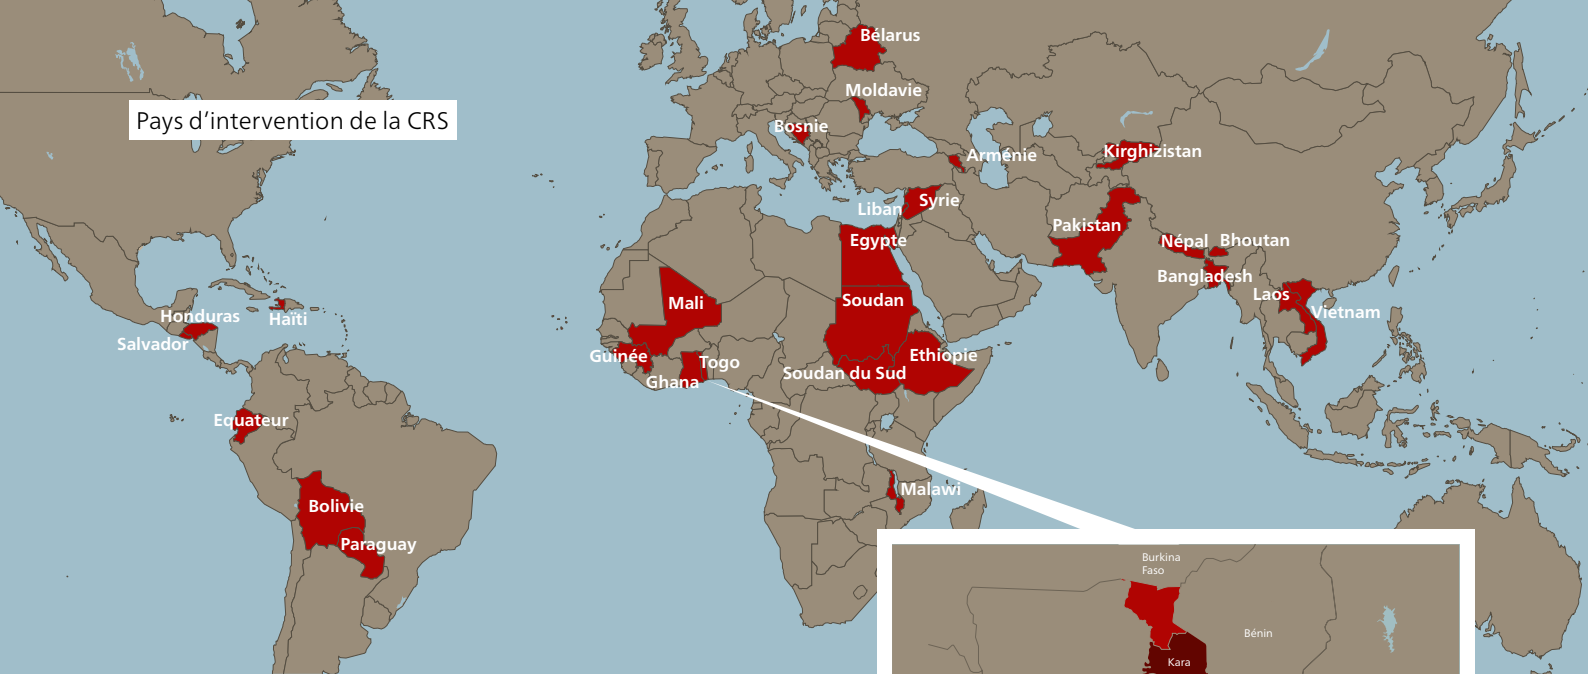 Pays d’intervention de la CRS
Bélarus
Moldavie
Bosnie
Arménie
Kirghizistan
Liban
Syrie
Pakistan
Egypte
Népal
Bhoutan
Bangladesh
Laos
Vietnam
Mali
Soudan
Honduras
Haïti
Salvador
Guinée
Togo
Ghana
Ethiopie
Soudan du Sud
Equateur
Malawi
Bolivie
Paraguay
Burkina
Faso
Bénin
Kara